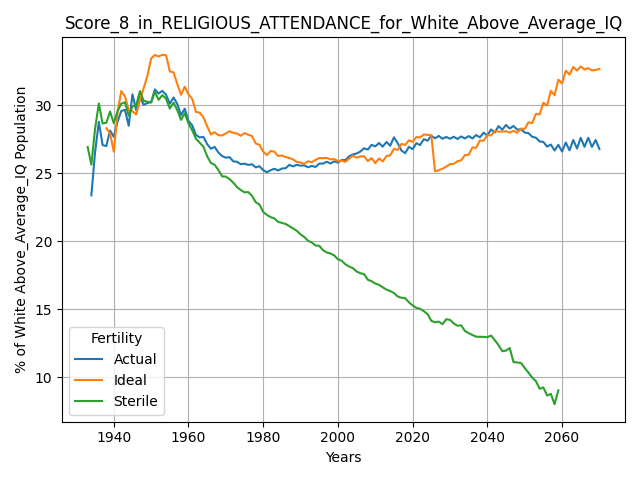 Score_8_in_RELIGIOUS_ATTENDANCE_for_White_Above_Average_IQ
% of White Above_Average_IQ Population
30
25
20
15
10
Fertility
Actual
Ideal
Sterile
1940 1960 1980 2000 2020 2040 2060
Years